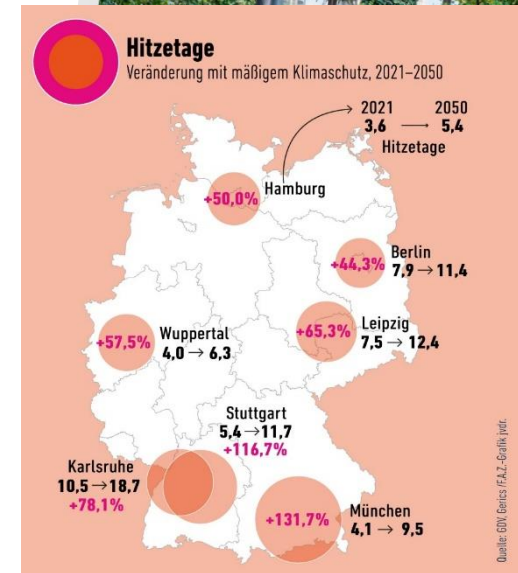 Hitzetage
Veränderung mit mäßigem Klimaschutz, 2021–2050
2021 2050
3,6 → 5,4
Hitzetage
Hamburg
+50,0%
Berlin
+44,3%
7,9 → 11,4
Leipzig
+65,3%
7,5 → 12,4
Wuppertal
+57,5%
4,0 → 6,3
Stuttgart
5,4 → 11,7
+116,7%
Karlsruhe
10,5 → 18,7
+78,1%
München
+131,7%
4,1 → 9,5
Quelle: GDV, Gerics /F.A.Z.-Grafik jvdr.